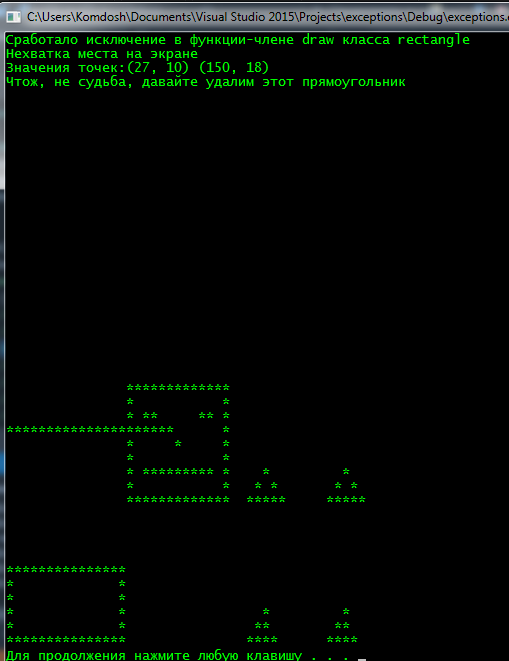 C:\Users\Komdosh\Documents\Visual Studio 2015\Projects\exceptions\Debug\exceptions.
Сработало исключение в функции-члене draw класса rectangle
Нехватка места на экране
Значения точек:(27, 10) (150, 18)
Чтож, не судьба, давайте удалим этот прямоугольник
Для продолжения нажмите любую клавишу . . .